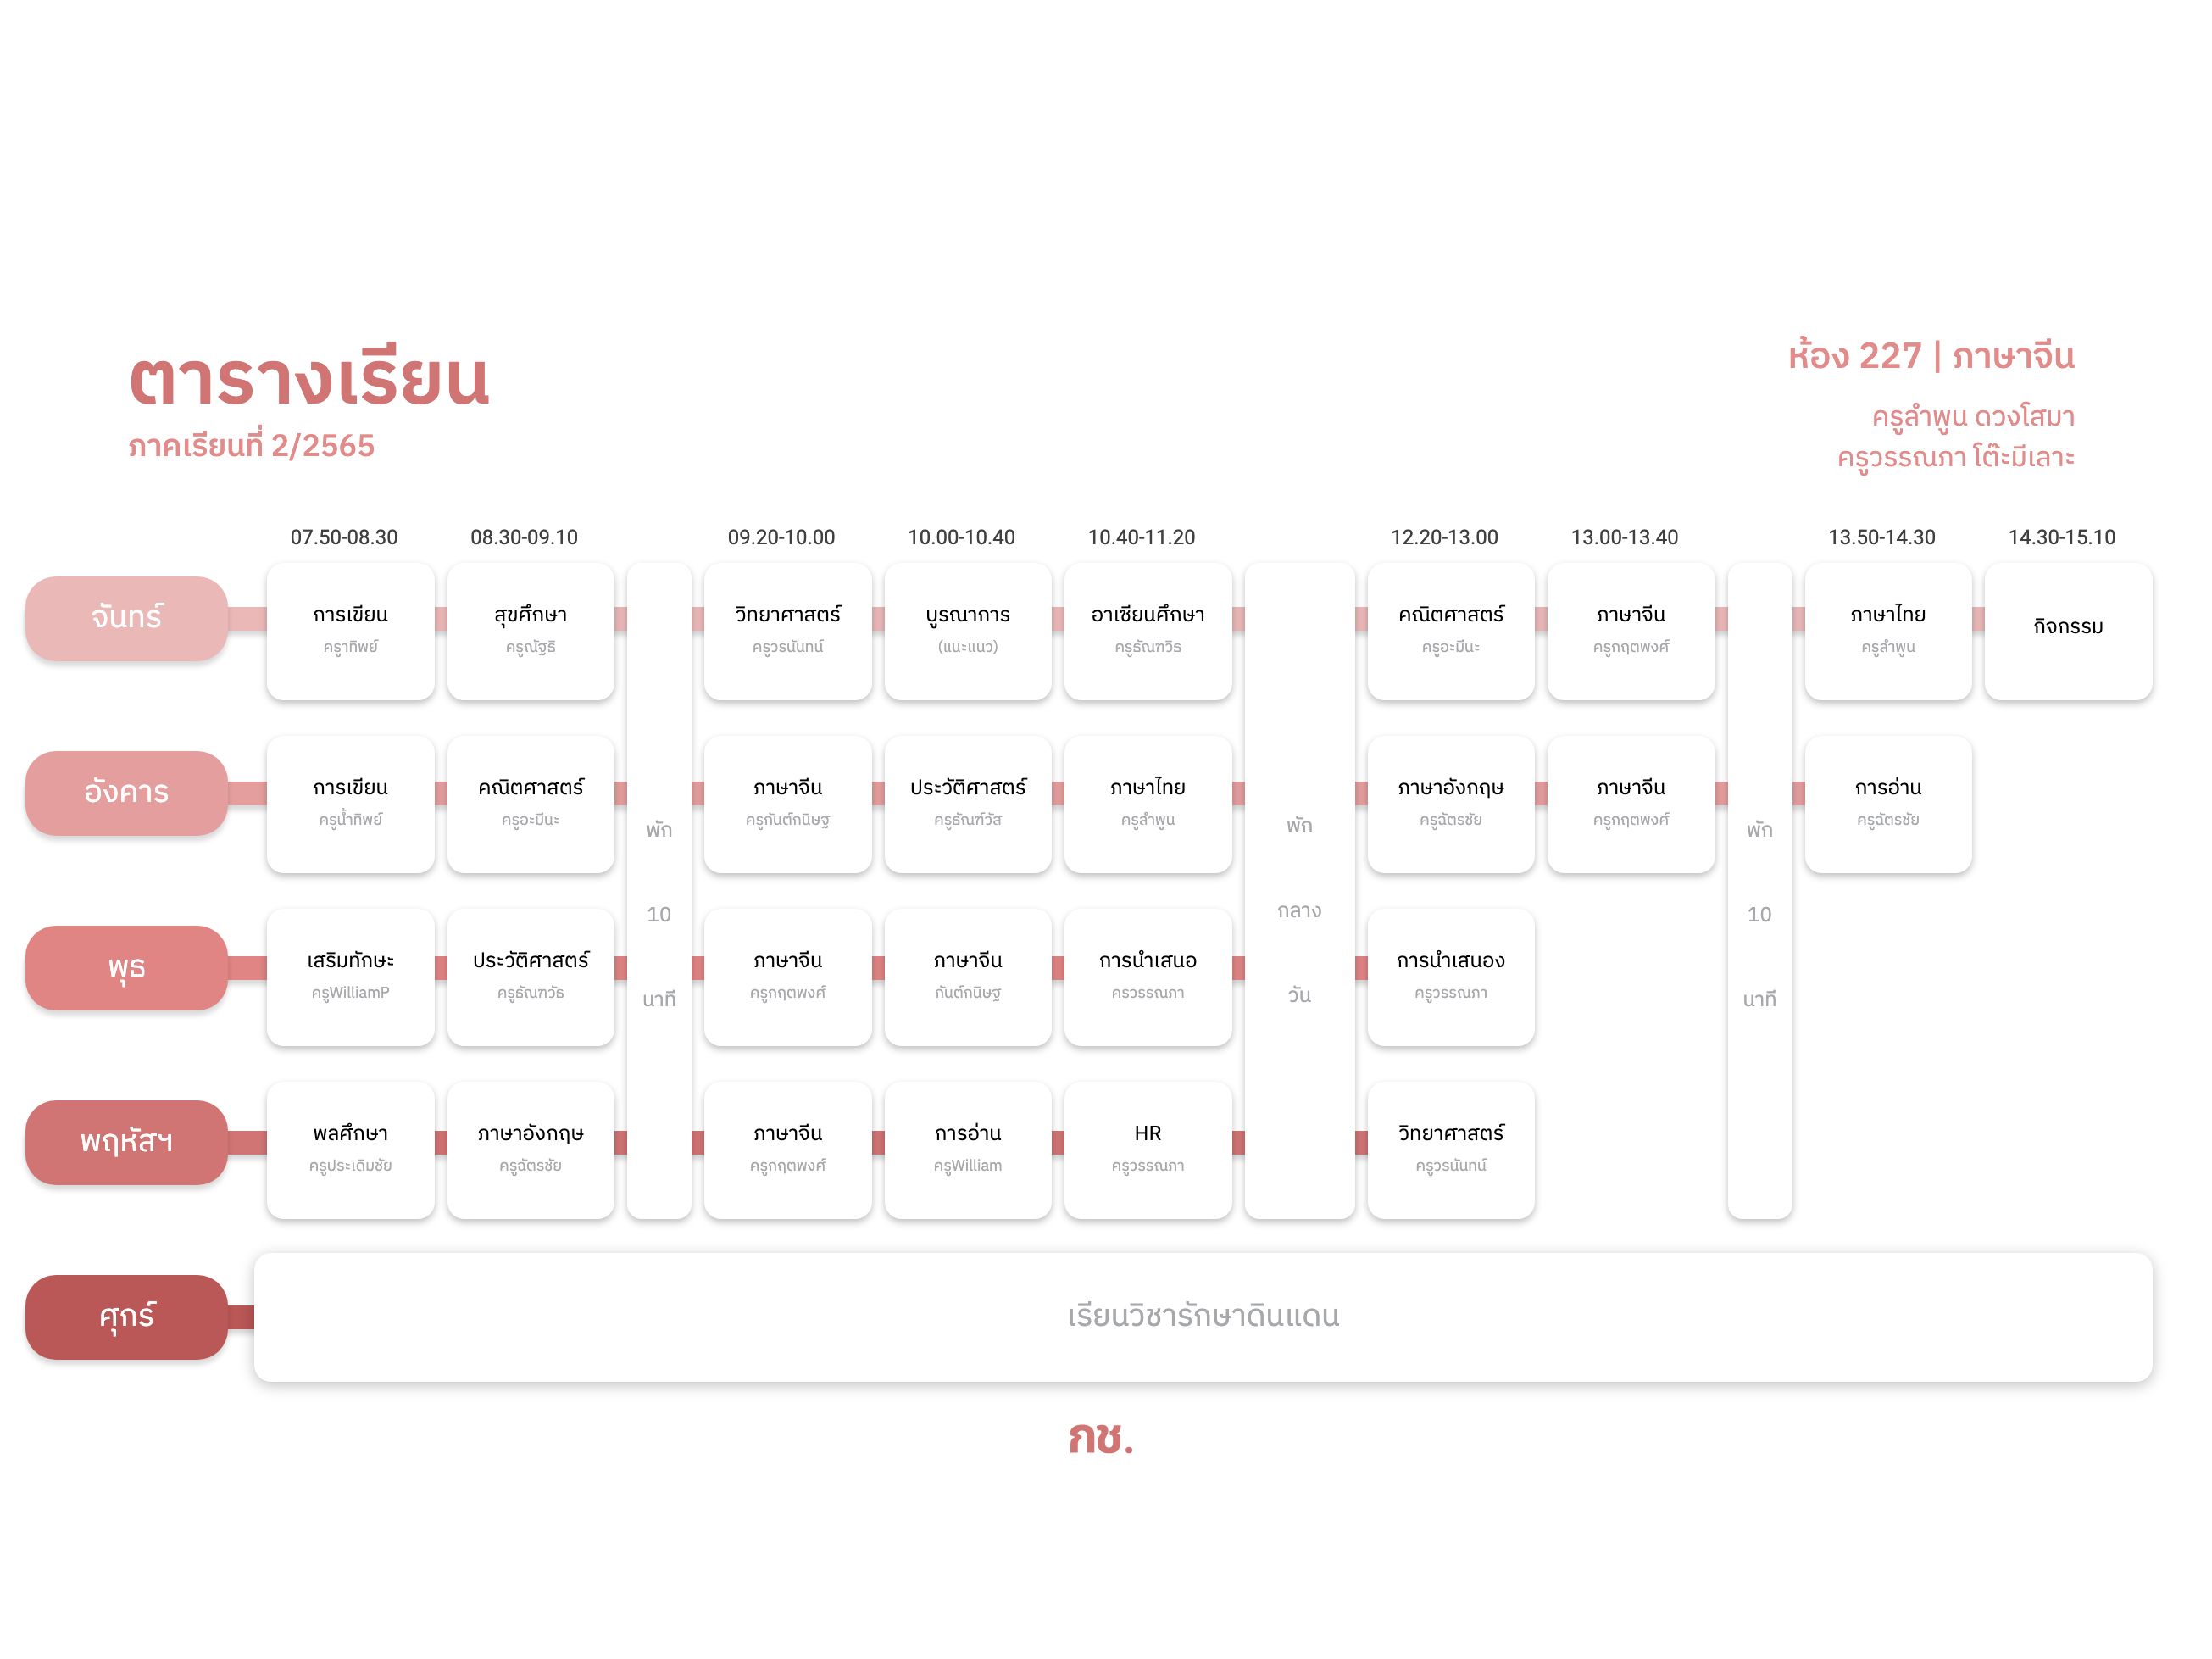 ตารางเรียน
ภาคเรียนที่ 2/2565
ห้อง 227 | ภาษาจีน
ครูลำพูน ดวงโสมา
ครูวรรณภา โต๊ะมีเลาะ
07.50-08.30 08.30-09.10 09.20-10.00 10.00-10.40 10.40-11.20 12.20-13.00 13.00-13.40 13.50-14.30 14.30-15.10
จันทร์
การเขียน
ครูาทิพย์
สุขศึกษา
ครูณัฐธิ
วิทยาศาสตร์
ครูวรนันทน์
บูรณาการ
(แนะแนว)
อาเซียนศึกษา
ครูธัณฑวิธ
คณิตศาสตร์
ครูอะมีนะ
ภาษาจีน
ครูกฤตพงศ์
ภาษาไทย
ครูลำพูน
กิจกรรม
อังคาร
การเขียน
ครูน้ำทิพย์
คณิตศาสตร์
ครูอะมีนะ
ภาษาจีน
ครูกันต์กนิษฐ
ประวัติศาสตร์
ครูธัณฑ์วัส
ภาษาไทย
ครูลำพูน
ภาษาอังกฤษ
ครูฉัตรชัย
ภาษาจีน
ครูกฤตพงศ์
การอ่าน
ครูฉัตรชัย
พัก
10
นาที
พัก
กลาง
วัน
พัก
10
นาที
พุธ
เสริมทักษะ
ครูWilliamP
ประวัติศาสตร์
ครูธัณฑวัธ
ภาษาจีน
ครูกฤตพงศ์
ภาษาจีน
กันต์กนิษฐ
การนำเสนอ
ครวรรณภา
การนำเสนอง
ครูวรรณภา
พฤหัสฯ
พลศึกษา
ครูประเดิมชัย
ภาษาอังกฤษ
ครูฉัตรชัย
ภาษาจีน
ครูกฤตพงศ์
การอ่าน
ครูWilliam
HR
ครูวรรณภา
วิทยาศาสตร์
ครูวรนันทน์
ศุกร์
เรียนวิชารักษาดินแดน
กช.